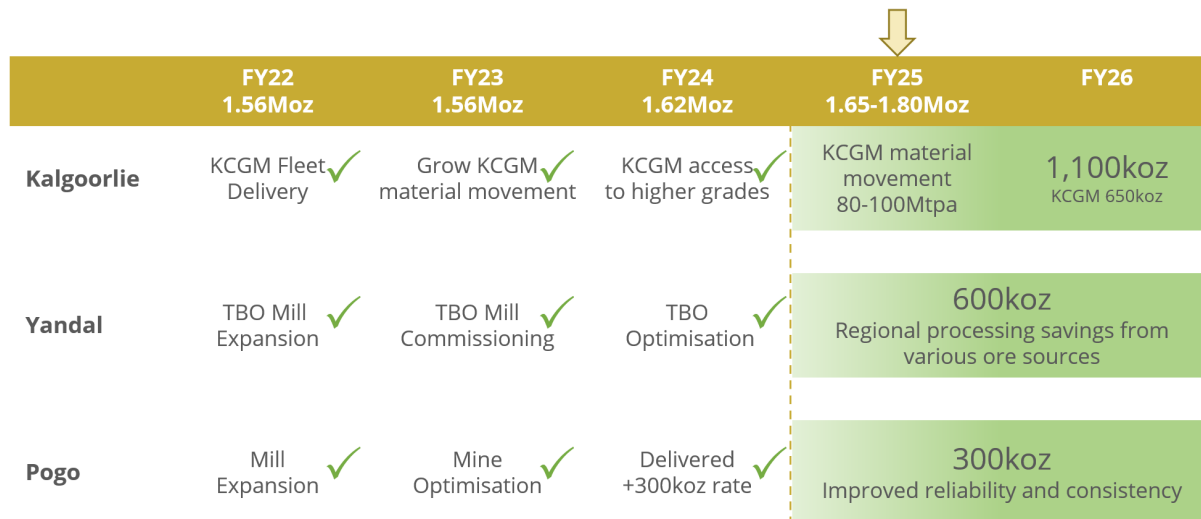 FY22
1.56Moz
FY23
1.56Moz
FY24
1.62Moz
FY25
1.65-1.80Moz
FY26
Kalgoorlie
KCGM Fleet
Delivery
Grow KCGM
material movement
KCGM access
to higher grades
KCGM material
movement
80-100Mtpa
1,100koz
KCGM 650koz
Yandal
TBO Mill
Expansion
TBO Mill
Commissioning
TBO
Optimisation
600koz
Regional processing savings from
various ore sources
Pogo
Mill
Expansion
Mine
Optimisation
Delivered
+300koz rate
300koz
Improved reliability and consistency